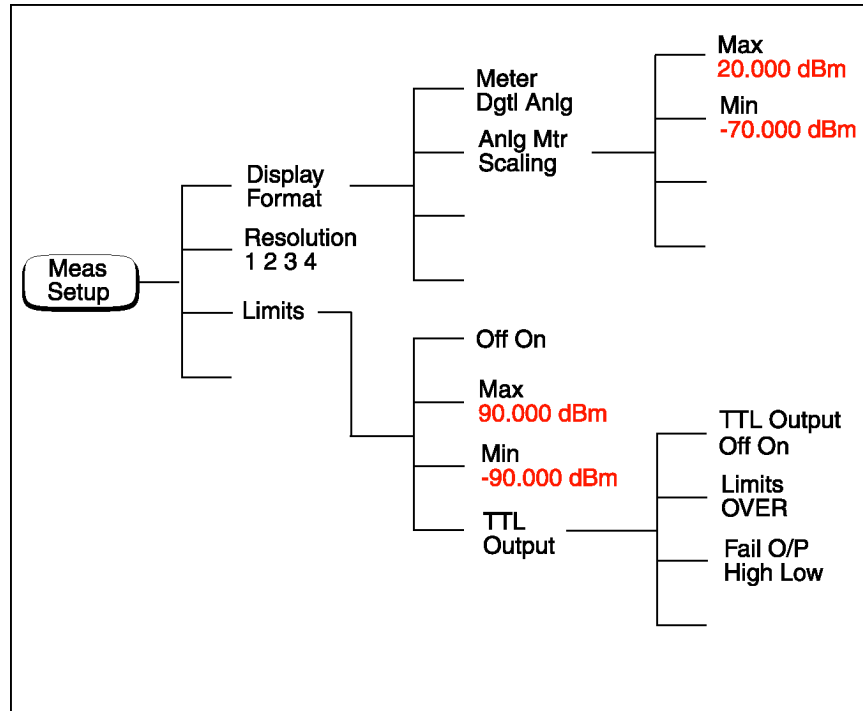 Meas
Setup
Display
Format
Resolution
1 2 3 4
Limits
Meter
Dgtl Anlg
Anlg Mtr
Scaling
Max
20.000 dBm
Min
-70.000 dBm
Off On
Max
90.000 dBm
Min
-90.000 dBm
TTL
Output
TTL Output
Off On
Limits
OVER
Fail O/P
High Low